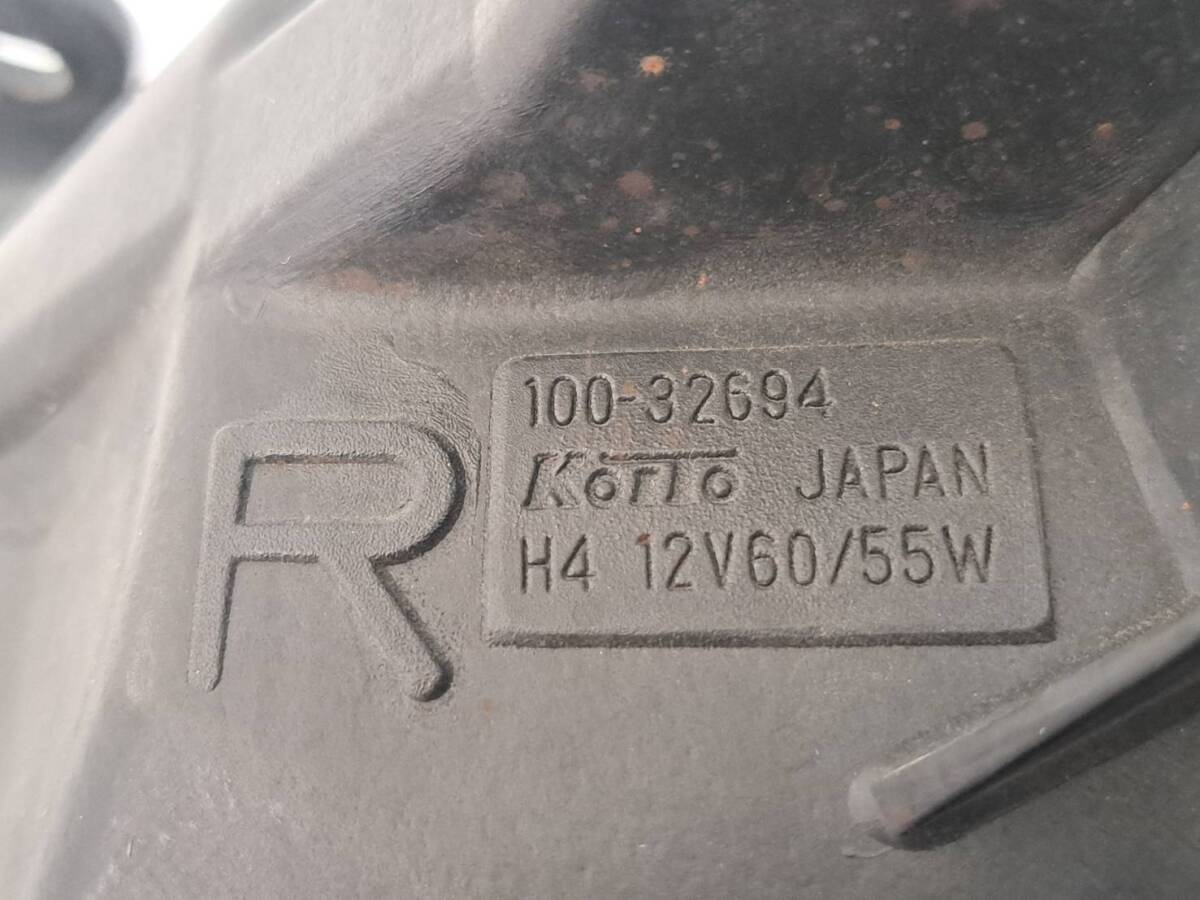 R
100-32694
Koito JAPAN
H4 12V60/55W